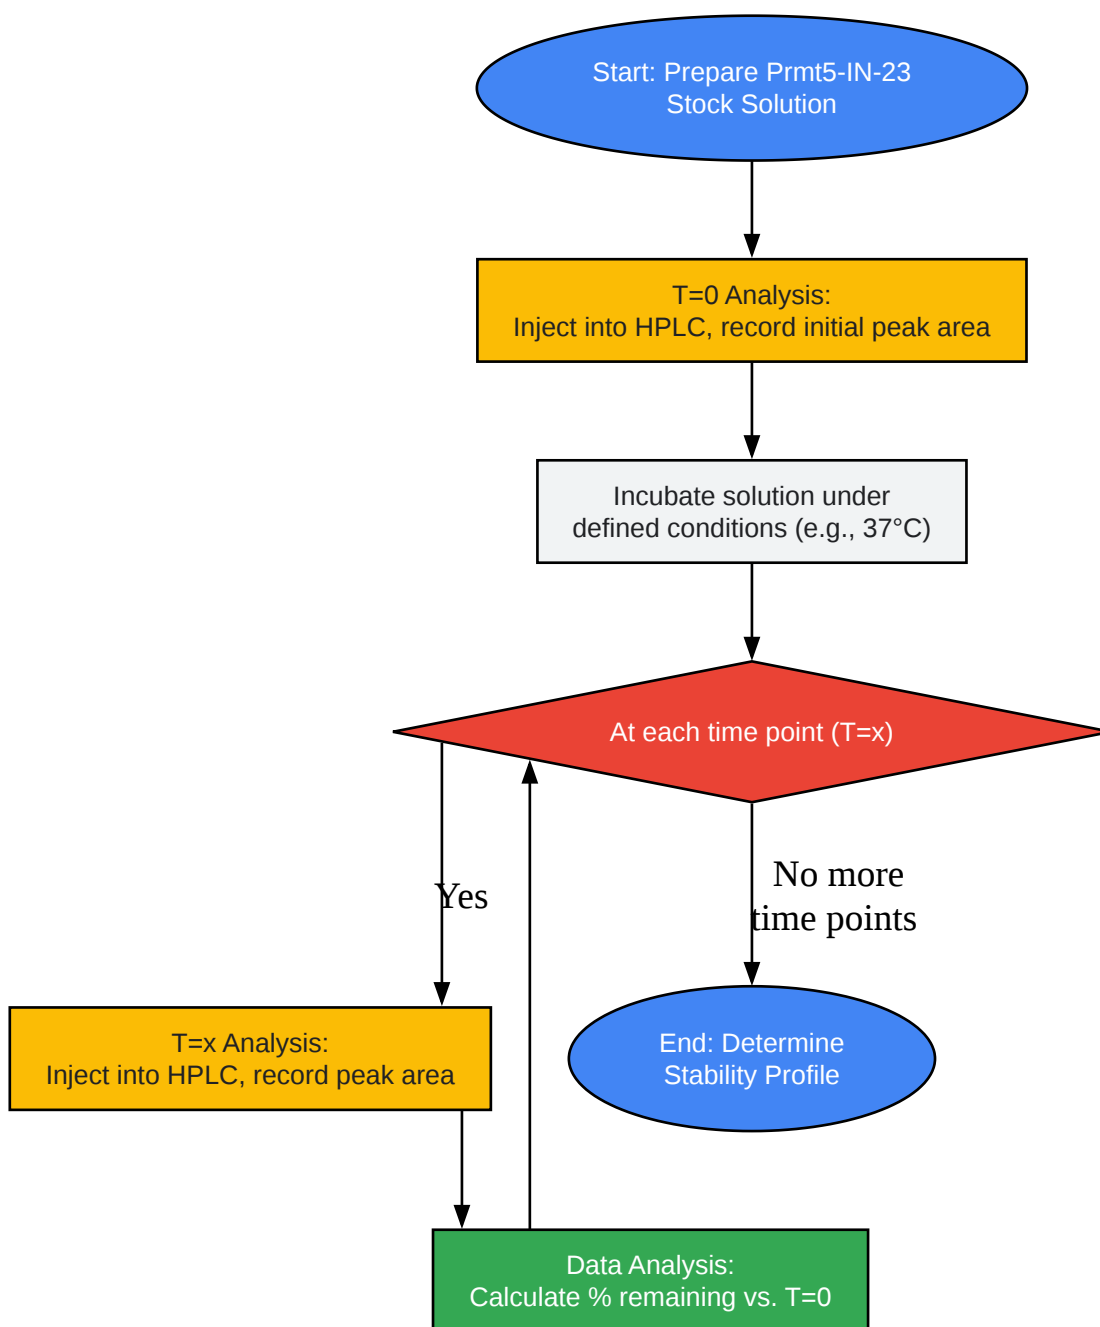 Start: Prepare Prmt5-IN-23
Stock Solution
T=0 Analysis:
Inject into HPLC, record initial peak area
Incubate solution under
defined conditions (e.g., 37°C)
At each time point (T=x)
Yes
No more
time points
T=x Analysis:
Inject into HPLC, record peak area
End: Determine
Stability Profile
Data Analysis:
Calculate % remaining vs. T=0